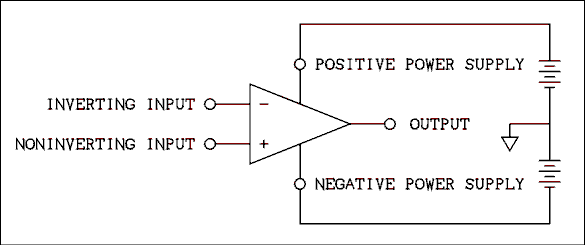 POSITIVE POWER SUPPLY
INVERTING INPUT
−
NONINVERTING INPUT
+
OUTPUT
NEGATIVE POWER SUPPLY